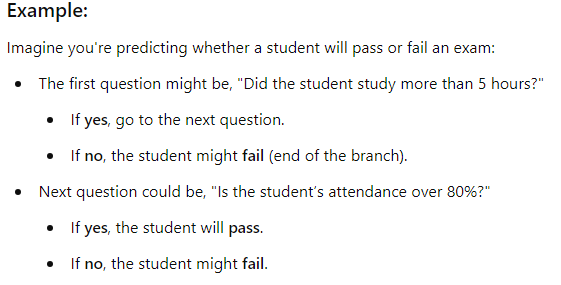 Example:
Imagine you're predicting whether a student will pass or fail an exam:
• The first question might be, "Did the student study more than 5 hours?"
• If yes, go to the next question.
• If no, the student might fail (end of the branch).
• Next question could be, "Is the student's attendance over 80%?"
• If yes, the student will pass.
• If no, the student might fail.